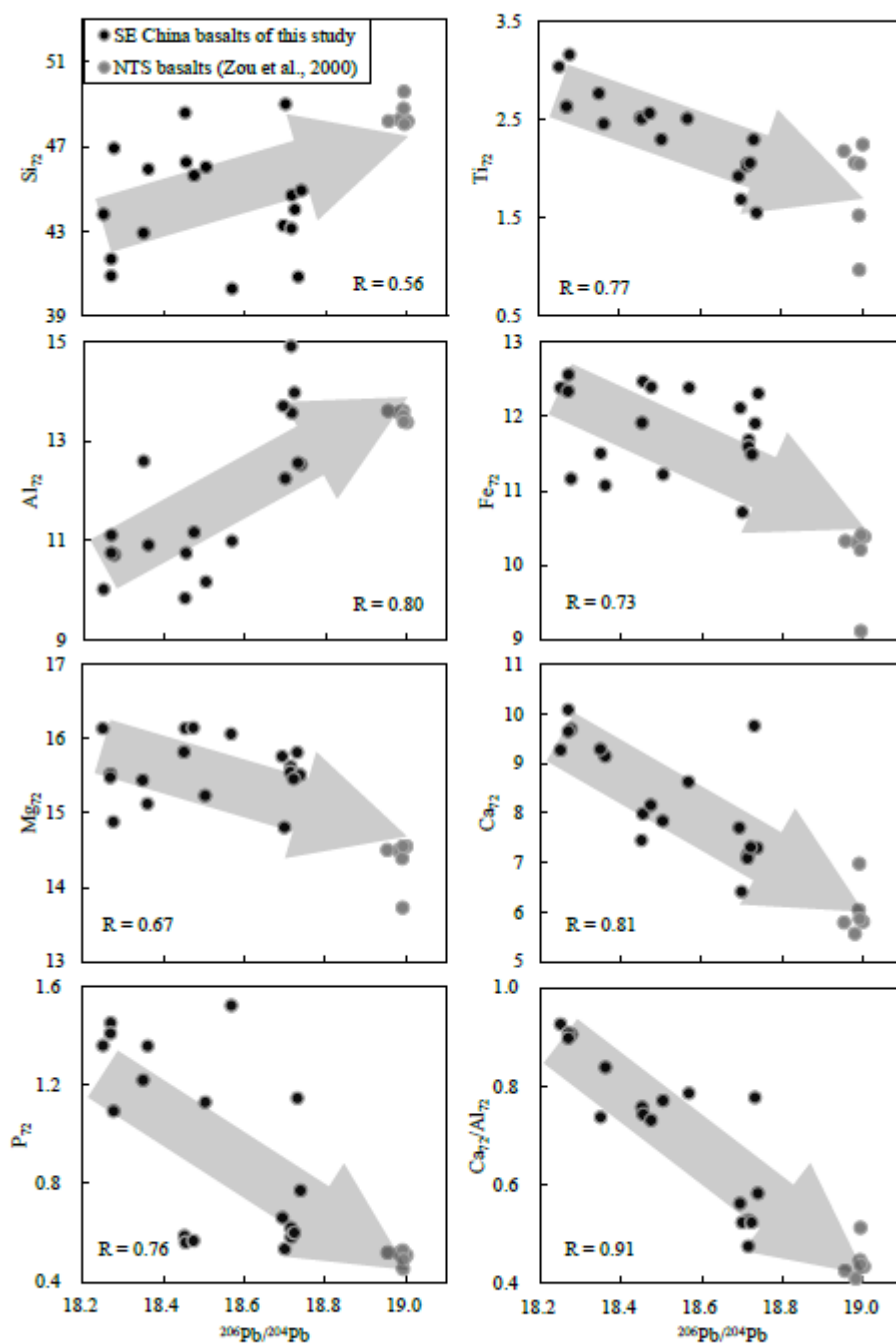 SE China basalts of this study
NTS basalts (Zou et al., 2000)
51
47
43
39
Si₇₂
R = 0.56
3.5
2.5
1.5
0.5
Ti₇₂
R = 0.77
15
13
11
9
Al₇₂
R = 0.80
13
12
11
10
9
Fe₇₂
R = 0.73
17
16
15
14
13
Mg₇₂
R = 0.67
11
10
9
8
7
6
5
Ca₇₂
R = 0.81
1.6
1.2
0.8
0.4
P₇₂
R = 0.76
18.2 18.4 18.6 18.8 19.0
²⁰⁶Pb/²⁰⁴Pb
1.0
0.8
0.6
0.4
Ca₇₂/Al₇₂
R = 0.91
18.2 18.4 18.6 18.8 19.0
²⁰⁶Pb/²⁰⁴Pb